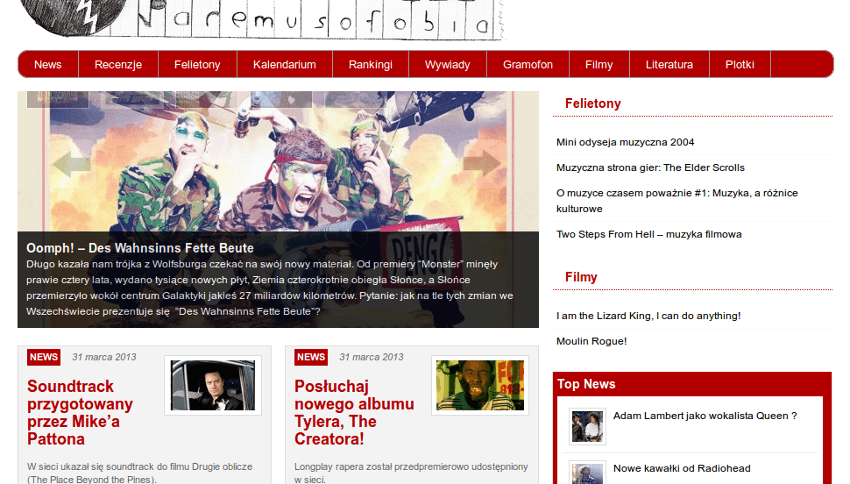 Paremusofobia
News Recenzje Felietony Kalendarium Rankingi Wywiady Gramofon Filmy Literatura Plotki
DENG!
Oomph! – Des Wahnsinns Fette Beute
Długo kazała nam trójka z Wolfsburga czekać na swój nowy materiał. Od premiery "Monster" minęły
prawie cztery lata, wydano tysiące nowych płyt, Ziemia czterokrotnie obiegła Słońce, a Słońce
przemierzyło wokół centrum Galaktyki jakieś 27 miliardów kilometrów. Pytanie: jak na tle tych zmian we
Wszechświecie prezentuje się "Des Wahnsinns Fette Beute"?
NEWS 31 marca 2013
Soundtrack
przygotowany
przez Mike'a
Pattona
W sieci ukazał się soundtrack do filmu Drugie oblicze
(The Place Beyond the Pines).
NEWS 31 marca 2013
Posłuchaj
nowego albumu
Tylera, The
Creatora!
Longplay rapera został przedpremierowo udostępniony
w sieci.
Felietony
Mini odyseja muzyczna 2004
Muzyczna strona gier: The Elder Scrolls
O muzyce czasem poważnie #1: Muzyka, a różnice
kulturowe
Two Steps From Hell – muzyka filmowa
Filmy
I am the Lizard King, I can do anything!
Moulin Rogue!
Top News
Adam Lambert jako wokalista Queen ?
Nowe kawałki od Radiohead